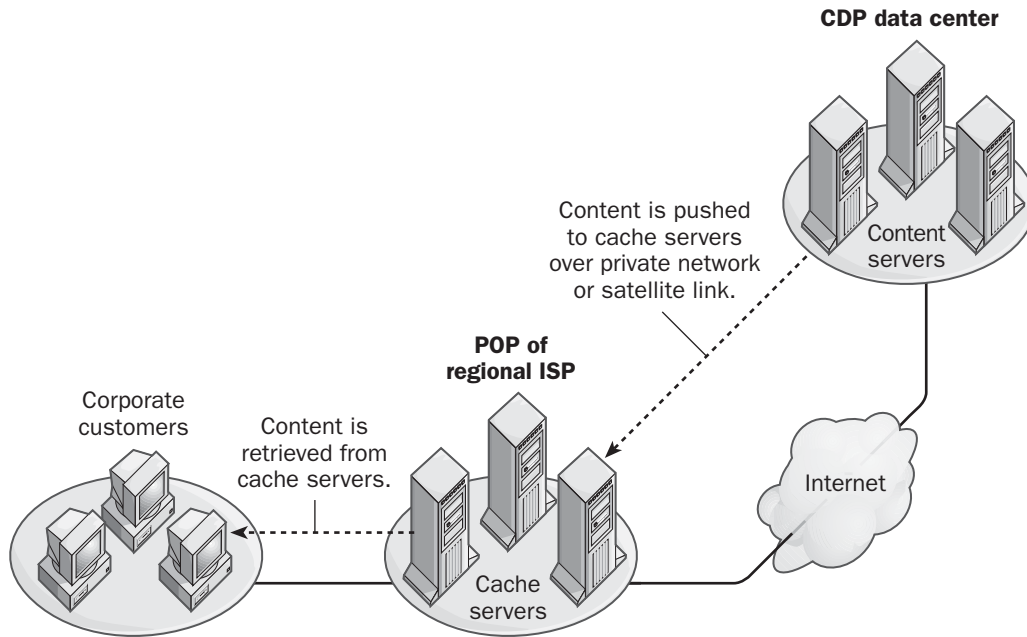 CDP data center
Content
servers
Content is pushed
to cache servers
over private network
or satellite link.
POP of
regional ISP
Corporate
customers
Content is
retrieved from
cache servers.
Internet
Cache
servers